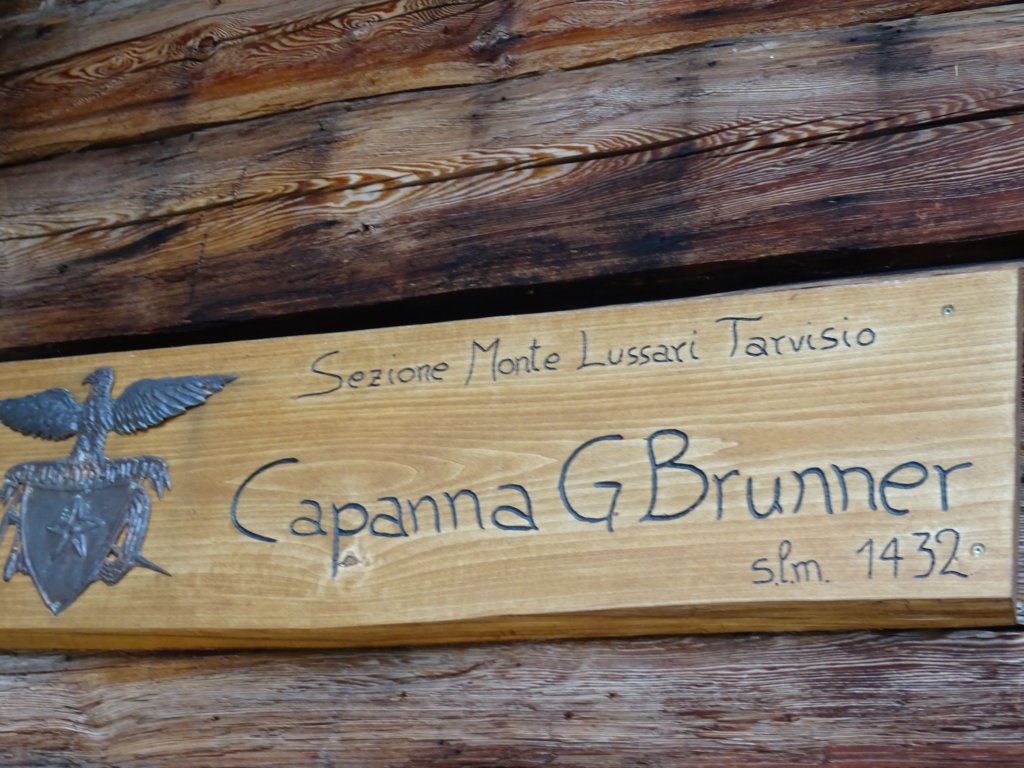 Sezione Monte Lussari Tarvisio
Capanna G Brunner
s.l.m. 1432